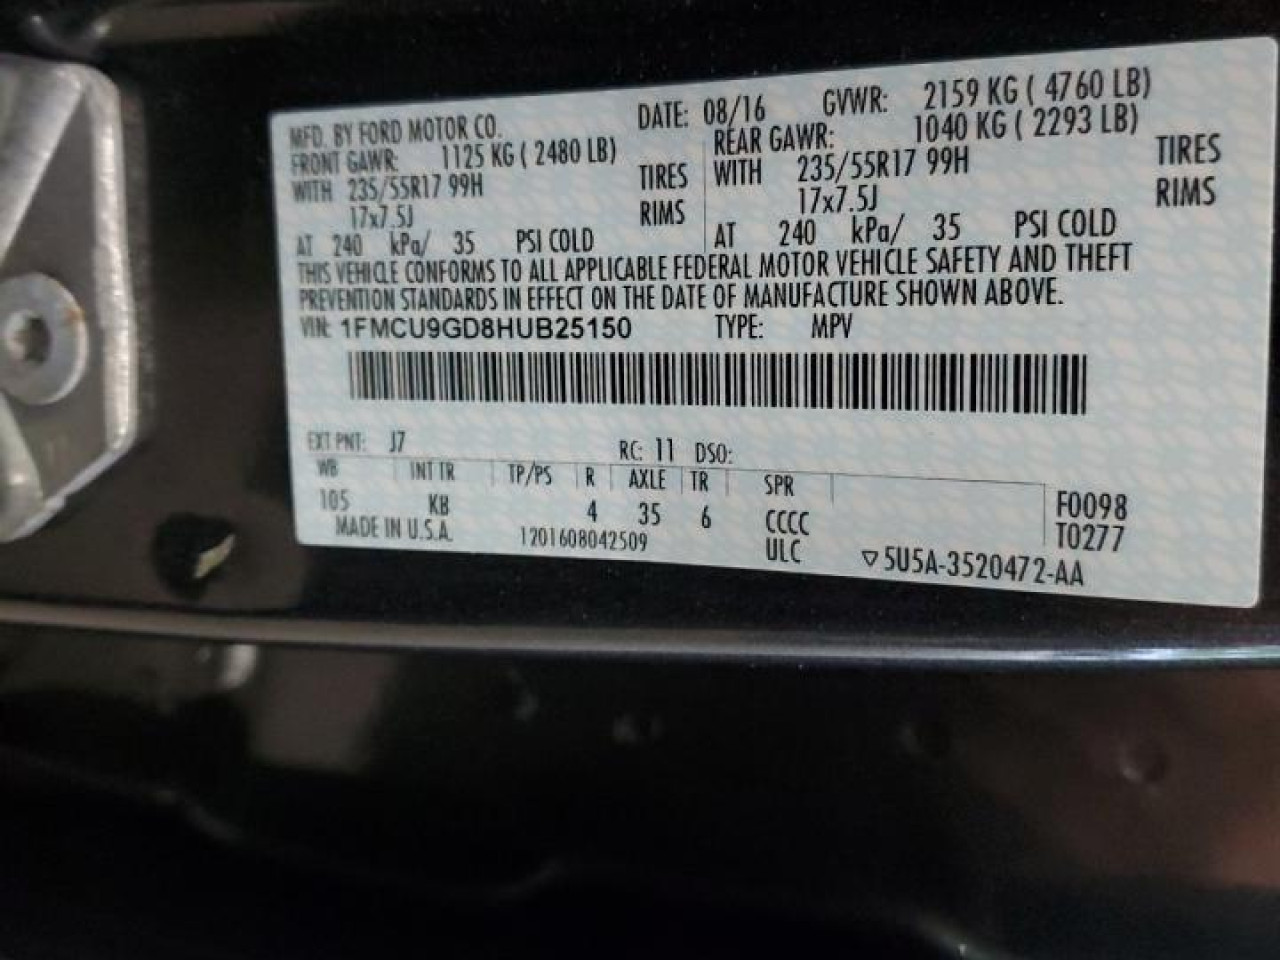 MFD. BY FORD MOTOR CO. DATE: 08/16 GVWR: 2159 KG ( 4760 LB)
FRONT GAWR: 1125 KG ( 2480 LB) REAR GAWR: 1040 KG ( 2293 LB)
WITH 235/55R17 99H TIRES WITH 235/55R17 99H TIRES
17x7.5J RIMS 17x7.5J RIMS
AT 240 kPa/ 35 PSI COLD AT 240 kPa/ 35 PSI COLD
THIS VEHICLE CONFORMS TO ALL APPLICABLE FEDERAL MOTOR VEHICLE SAFETY AND THEFT
PREVENTION STANDARDS IN EFFECT ON THE DATE OF MANUFACTURE SHOWN ABOVE.
VIN: 1FMCU9GD8HUB25150 TYPE: MPV
EXT PNT: J7 RC: 11 DSO:
WB INT TR TP/PS R AXLE TR SPR
105 KB 4 35 6 CCCC F0098
MADE IN U.S.A. 1201608042509 ULC T0277
▽5U5A-3520472-AA